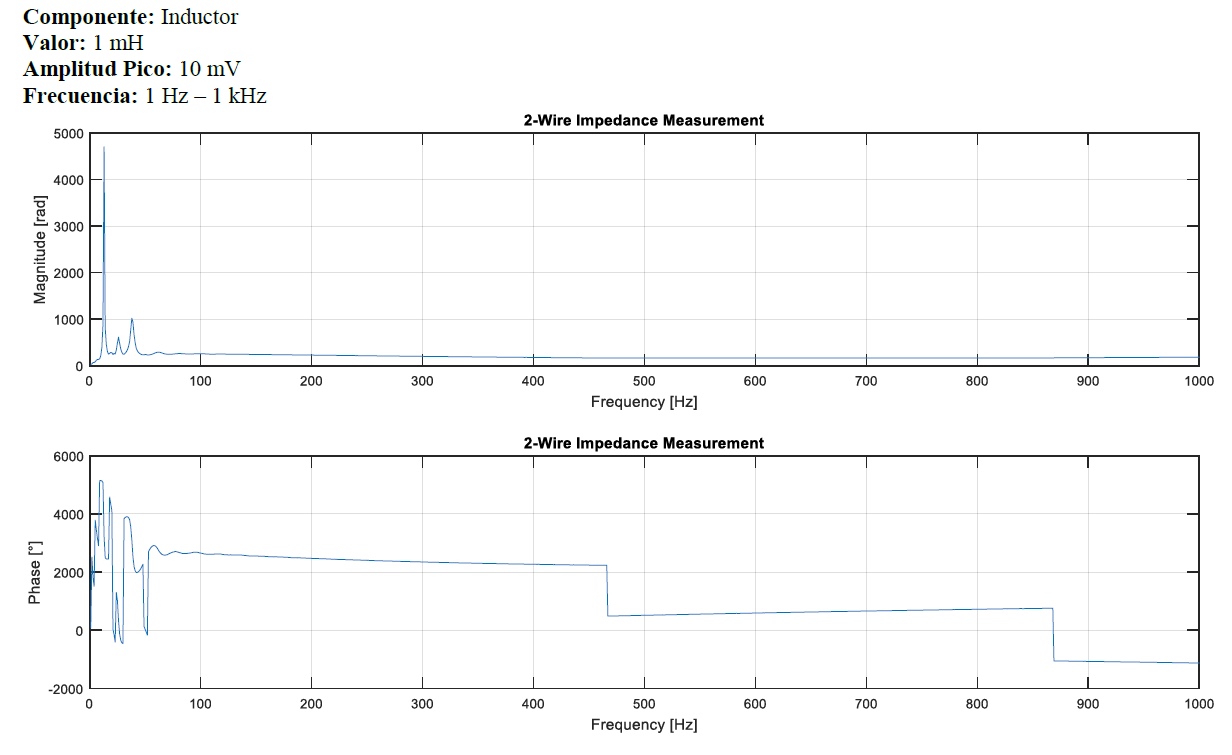 Componente: Inductor
Valor: 1 mH
Amplitud Pico: 10 mV
Frecuencia: 1 Hz – 1 kHz
2-Wire Impedance Measurement
Magnitude [rad]
5000
4000
3000
2000
1000
0
0 100 200 300 400 500 600 700 800 900 1000
Frequency [Hz]
2-Wire Impedance Measurement
Phase [°]
6000
4000
2000
0
-2000
0 100 200 300 400 500 600 700 800 900 1000
Frequency [Hz]